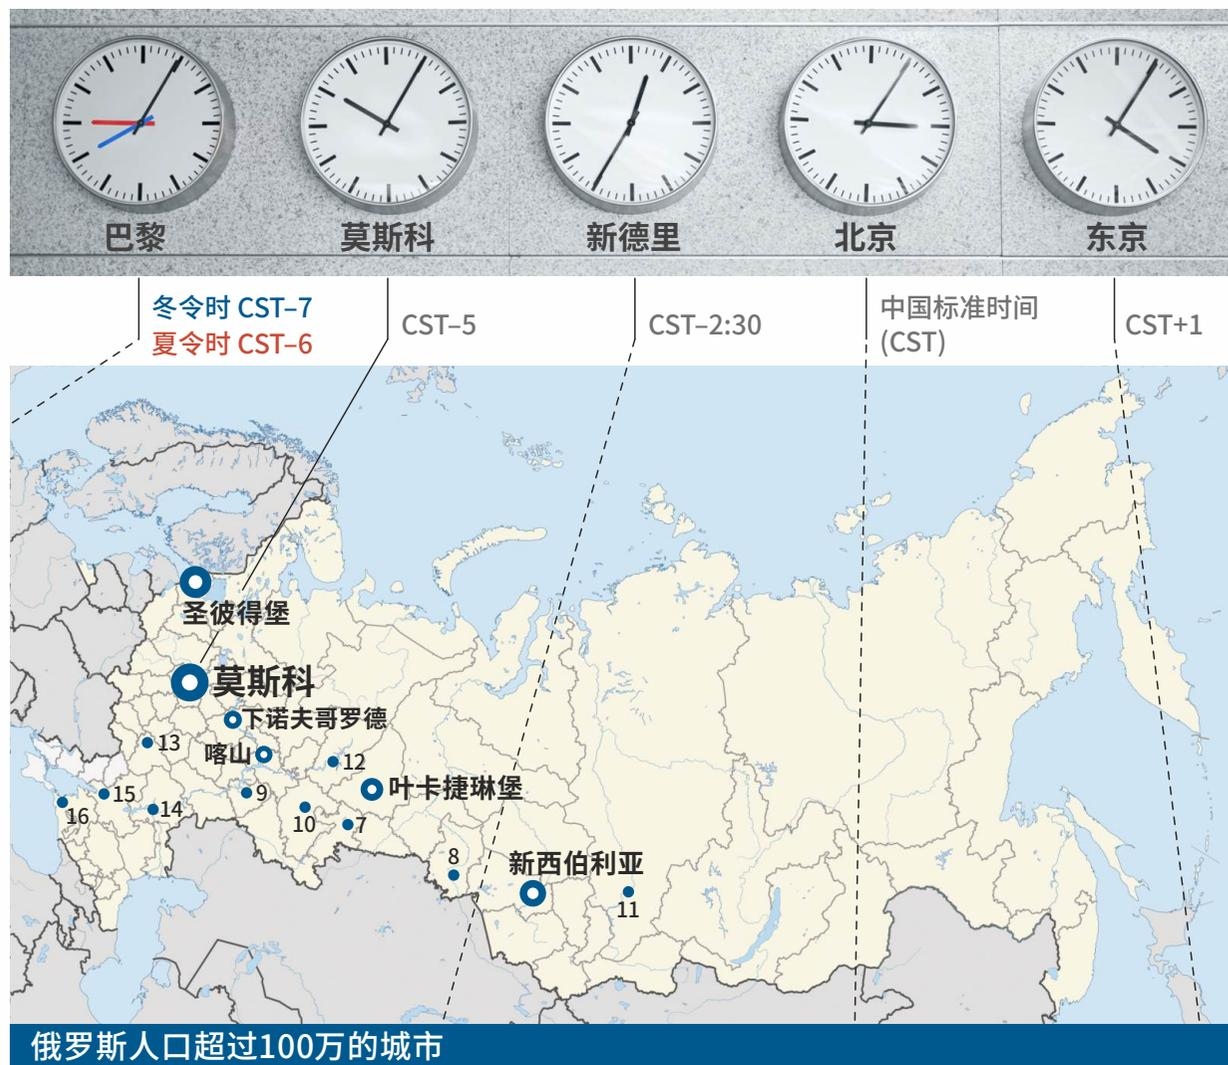 巴黎
莫斯科
新德里
北京
东京
冬令时 CST–7
夏令时 CST–6
CST–5
CST–2:30
中国标准时间
(CST)
CST+1
圣彼得堡
莫斯科
下诺夫哥罗德
13
喀山
12
叶卡捷琳堡
15
9
16
14
10
7
8
新西伯利亚
11
俄罗斯人口超过100万的城市